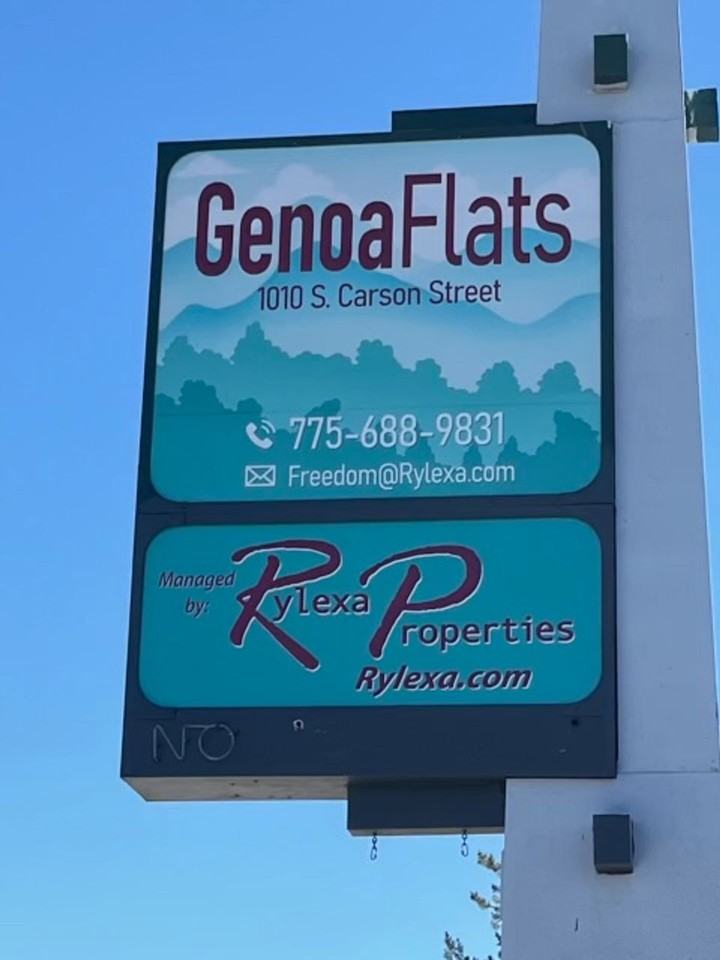 GenoaFlats
1010 S. Carson Street
775-688-9831
Freedom@Rylexa.com
Managed
by:
Rylexa Properties
Rylexa.com
NO